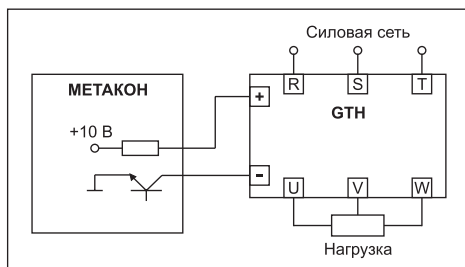 Силовая сеть
R S T
МЕТАКОН
GTH
+10 В
+
-
U V W
Нагрузка